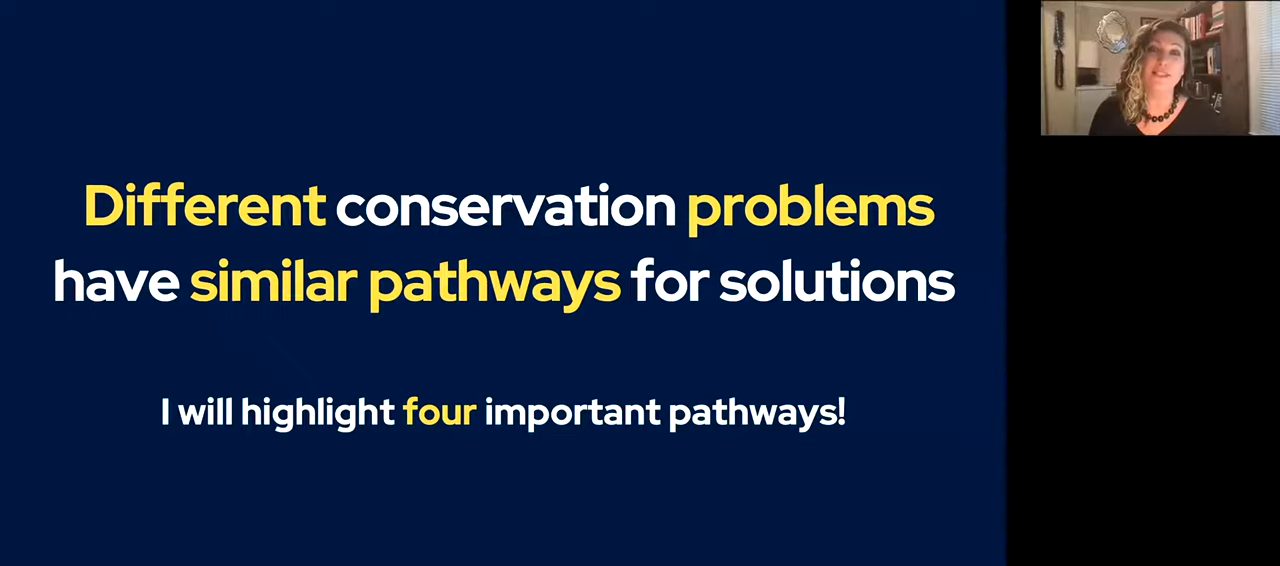 Different conservation problems
have similar pathways for solutions
I will highlight four important pathways!